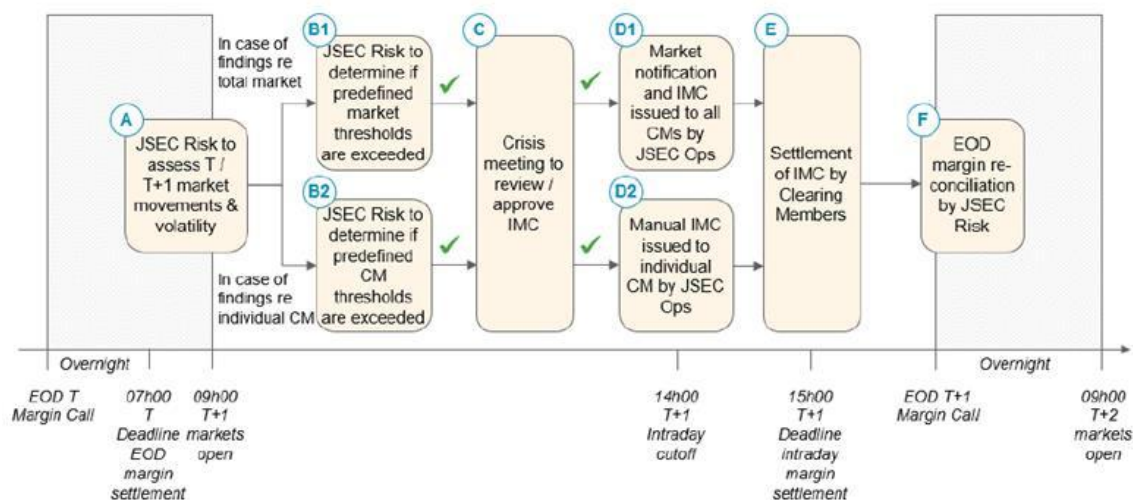 In case of
findings re
total market
A
JSEC Risk to
assess T /
T+1 market
movements &
volatility
In case of
findings re
individual CM
B1
JSEC Risk to
determine if
predefined
market
thresholds
are exceeded
B2
JSEC Risk to
determine if
predefined
CM
thresholds
are exceeded
C
Crisis
meeting to
review /
approve
IMC
D1
Market
notification
and IMC
issued to all
CMs by
JSEC Ops
D2
Manual IMC
issued to
individual
CM by JSEC
Ops
E
Settlement
of IMC by
Clearing
Members
F
EOD
margin re-
conciliation
by JSEC
Risk
Overnight
Overnight
EOD T
Margin Call
07h00
T
Deadline
EOD
margin
settlement
09h00
T+1
markets
open
14h00
T+1
Intraday
cutoff
15h00
T+1
Deadline
intraday
margin
settlement
EOD T+1
Margin Call
09h00
T+2
markets
open